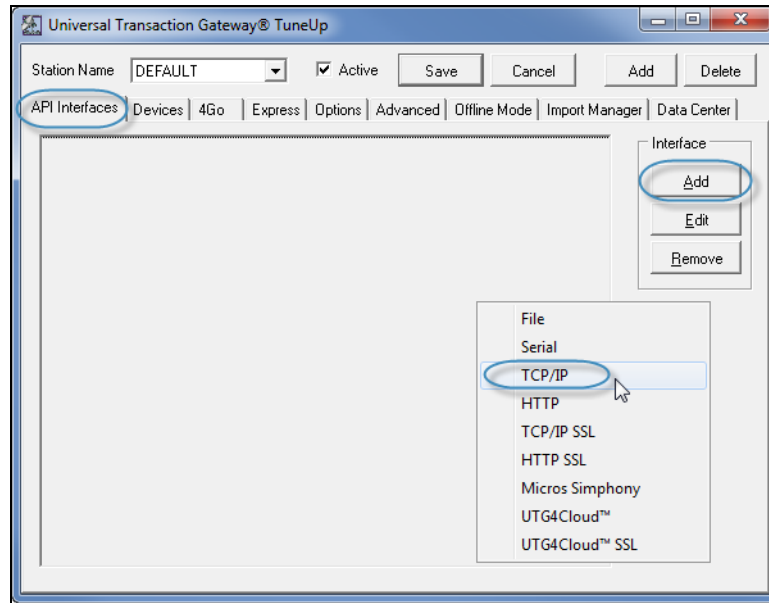 Universal Transaction Gateway® TuneUp
Station Name DEFAULT Active Save Cancel Add Delete
API Interfaces Devices 4Go Express Options Advanced Offline Mode Import Manager Data Center
Interface
Add
Edit
Remove
File
Serial
TCP/IP
HTTP
TCP/IP SSL
HTTP SSL
Micros Simphony
UTG4Cloud™
UTG4Cloud™ SSL